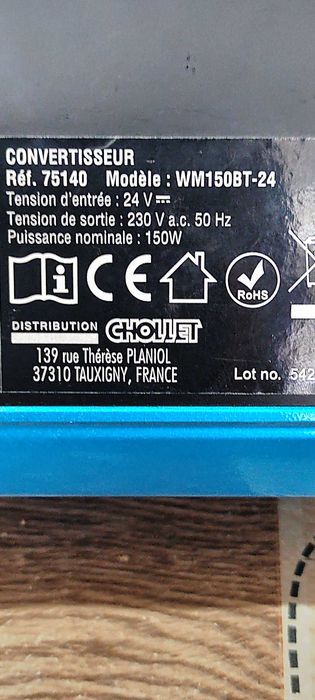 CONVERTISSEUR
Réf. 75140 Modèle : WM150BT-24
Tension d'entrée : 24 V ⎓
Tension de sortie : 230 V a.c. 50 Hz
Puissance nominale : 150W
i CE RoHS
DISTRIBUTION CHOLLET
139 rue Thérèse PLANIOL
37310 TAUXIGNY, FRANCE Lot no. 542